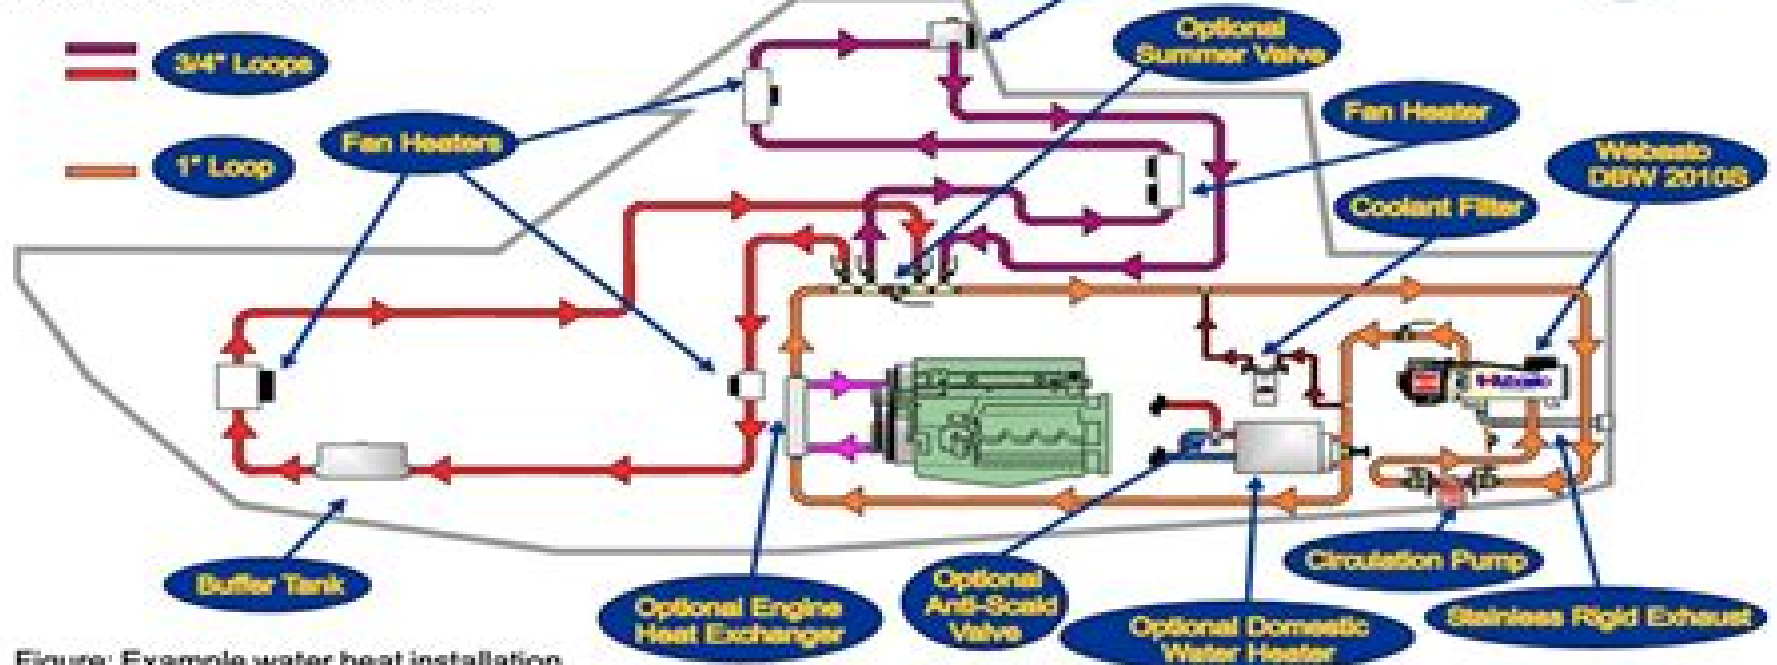 Optional
Summer Valve
3/4" Loops
Fan Heater
Fan Heaters
1" Loop
Webasto
DBW 2010S
Coolant Filter
Webasto
Circulation Pump
Buffer Tank
Optional
Anti-Scald
Valve
Optional Engine
Heat Exchanger
Stainless Rigid Exhaust
Optional Domestic
Water Heater
Figure: Example water heat installation